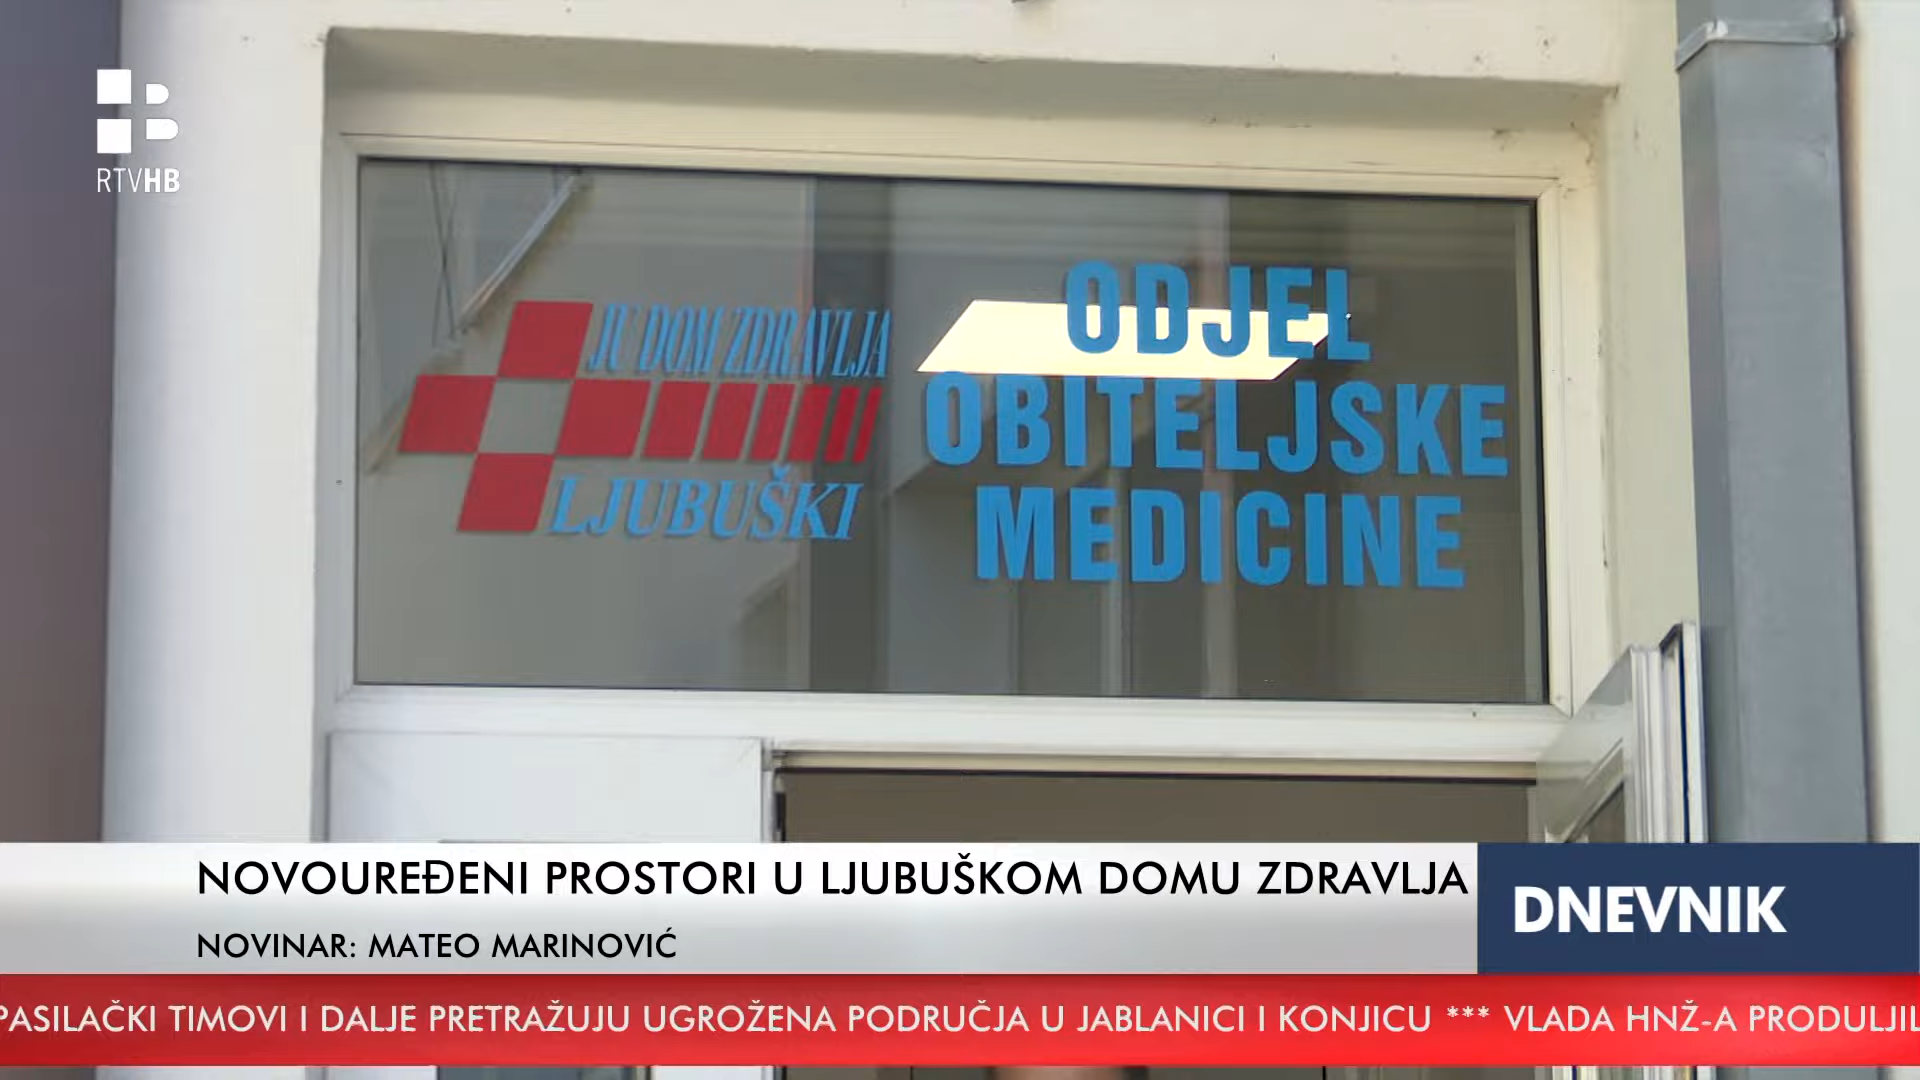 RTVHB
JU DOM ZDRAVLJA
LJUBUŠKI
ODJEL
OBITELJSKE
MEDICINE
NOVOUREĐENI PROSTORI U LJUBUŠKOM DOMU ZDRAVLJA
NOVINAR: MATEO MARINOVIĆ
DNEVNIK
PASILAČKI TIMOVI I DALJE PRETRAŽUJU UGROŽENA PODRUČJA U JABLANICI I KONJICU *** VLADA HNŽ-A PRODULJIL